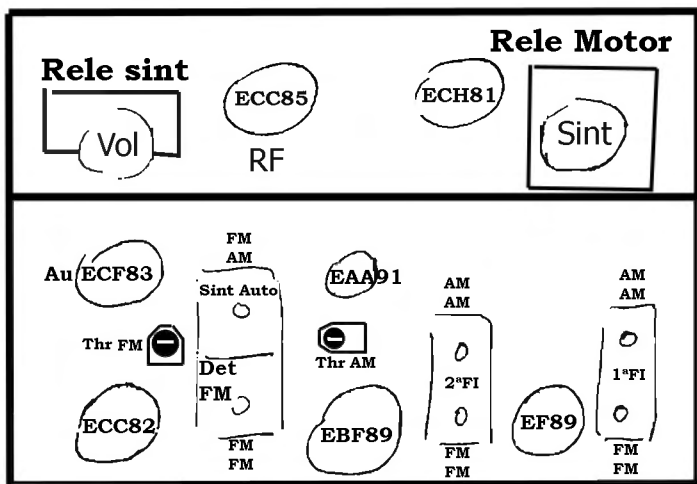 Rele sint
Vol
ECC85
RF
ECH81
Rele Motor
Sint
Au ECF83
FM
AM
Sint Auto
EAA91
Thr FM
Thr AM
Det
FM
ECC82
FM
FM
EBF89
AM
AM
2ªFI
FM
FM
EF89
AM
AM
1ªFI
FM
FM